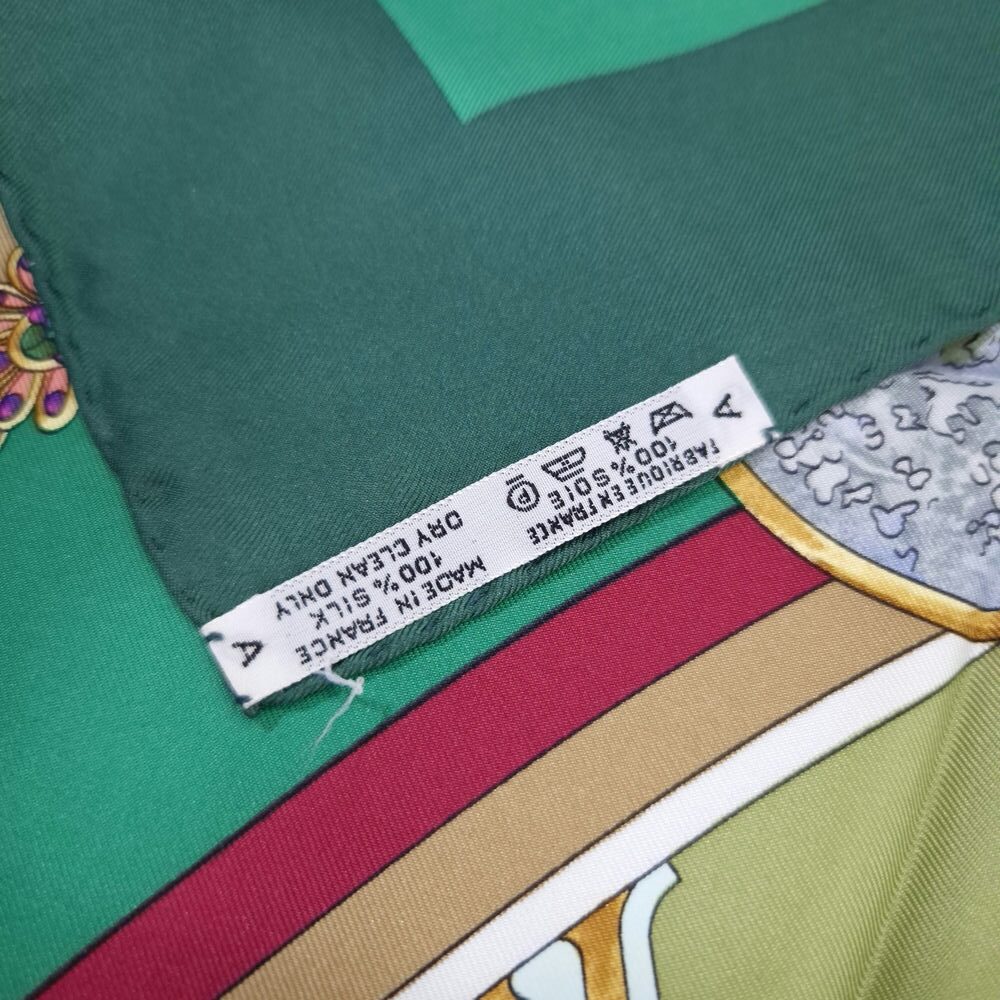 A
MADE IN FRANCE
100% SILK
DRY CLEAN ONLY
FABRIQUE EN FRANCE
100% SOIE
P
A